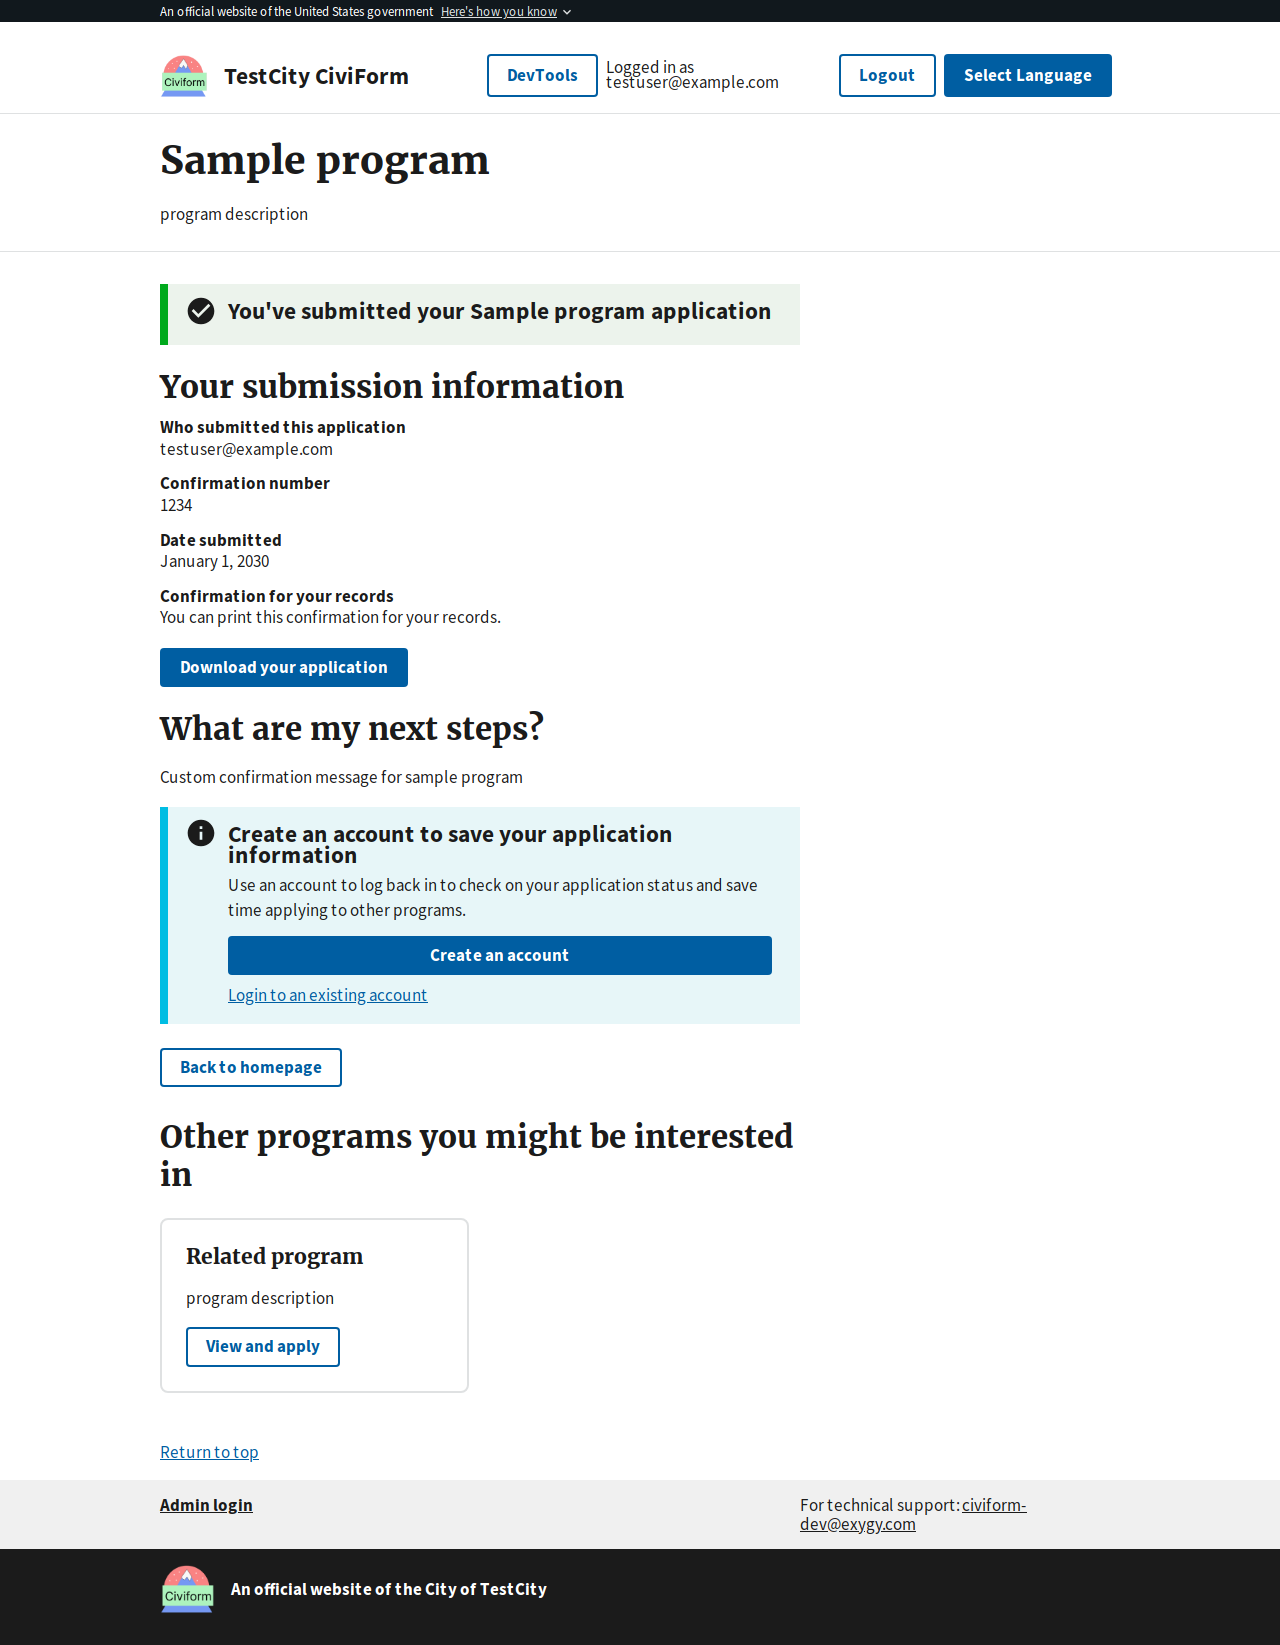 An official website of the United States government Here's how you know
Civiform
TestCity CiviForm
DevTools
Logged in as
testuser@example.com
Logout
Select Language
Sample program
program description
You've submitted your Sample program application
Your submission information
Who submitted this application
testuser@example.com
Confirmation number
1234
Date submitted
January 1, 2030
Confirmation for your records
You can print this confirmation for your records.
Download your application
What are my next steps?
Custom confirmation message for sample program
Create an account to save your application
information
Use an account to log back in to check on your application status and save
time applying to other programs.
Create an account
Login to an existing account
Back to homepage
Other programs you might be interested
in
Related program
program description
View and apply
Return to top
Admin login
For technical support: civiform-
dev@exygy.com
Civiform
An official website of the City of TestCity